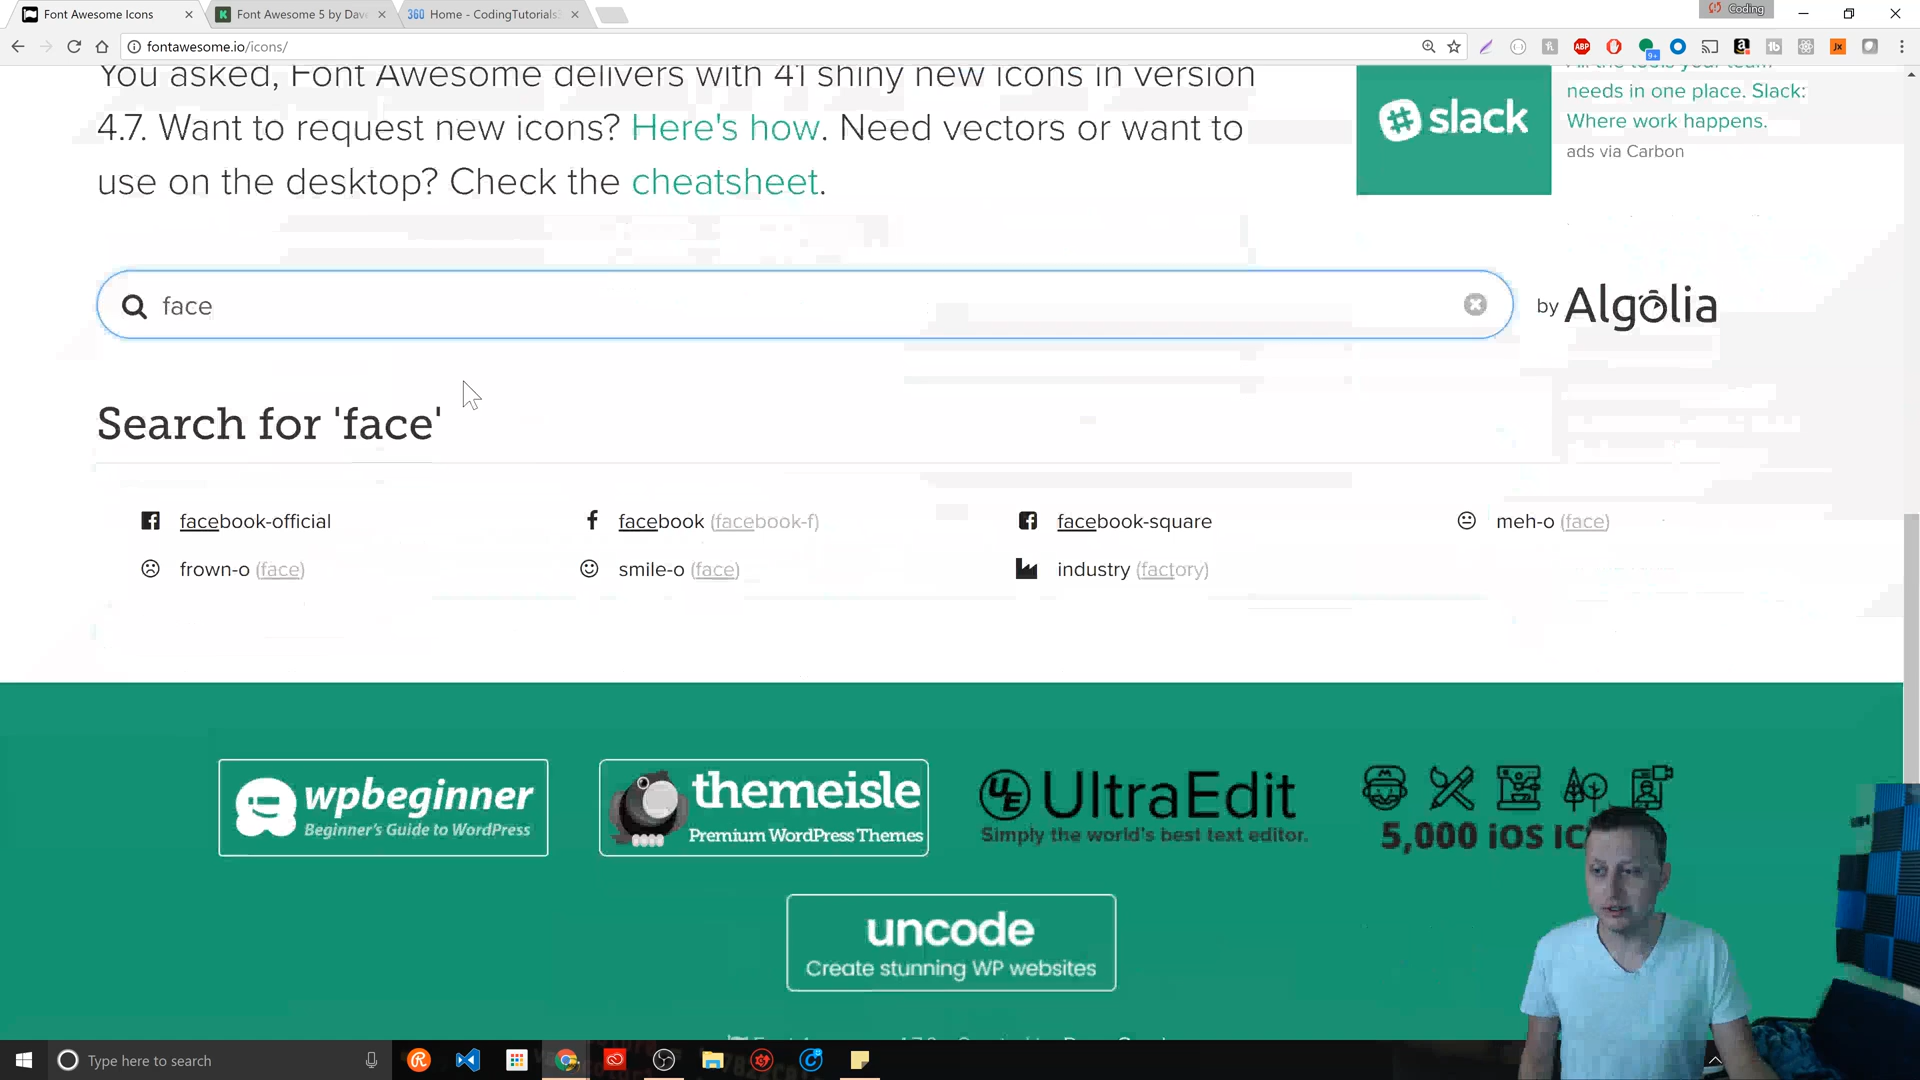 Font Awesome Icons
Font Awesome 5 by Dav
360 Home - CodingTutorials
Coding
fontawesome.io/icons/
You asked, Font Awesome delivers with 41 shiny new icons in version
4.7. Want to request new icons? Here's how. Need vectors or want to
use on the desktop? Check the cheatsheet.
slack
needs in one place. Slack:
Where work happens.
ads via Carbon
face
by Algolia
Search for 'face'
facebook-official
facebook (facebook-f)
facebook-square
meh-o (face)
frown-o (face)
smile-o (face)
industry (factory)
wpbeginner
Beginner's Guide to WordPress
themeisle
Premium WordPress Themes
UE UltraEdit
Simply the world's best text editor.
5,000 iOS IC
uncode
Create stunning WP websites
Type here to search